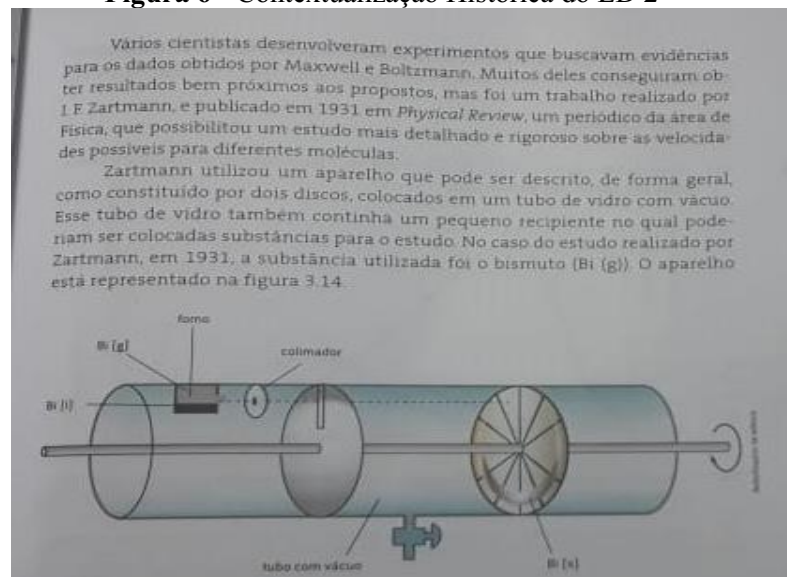 Figura 6 - Contextualização Histórica do LD 2
Vários cientistas desenvolveram experimentos que buscavam evidências
para os dados obtidos por Maxwell e Boltzmann. Muitos deles conseguiram ob-
ter resultados bem próximos aos propostos, mas foi um trabalho realizado por
I F Zartmann, e publicado em 1931 em Physical Review, um periódico da área de
Física, que possibilitou um estudo mais detalhado e rigoroso sobre as velocida-
des possíveis para diferentes moléculas.
Zartmann utilizou um aparelho que pode ser descrito, de forma geral,
como constituído por dois discos, colocados em um tubo de vidro com vácuo.
Esse tubo de vidro também continha um pequeno recipiente no qual pode-
riam ser colocadas substâncias para o estudo. No caso do estudo realizado por
Zartmann, em 1931, a substância utilizada foi o bismuto (Bi (g)). O aparelho
está representado na figura 3.14.
forno
Bi (g)
colimador
Bi (l)
tubo com vácuo
Bi (s)